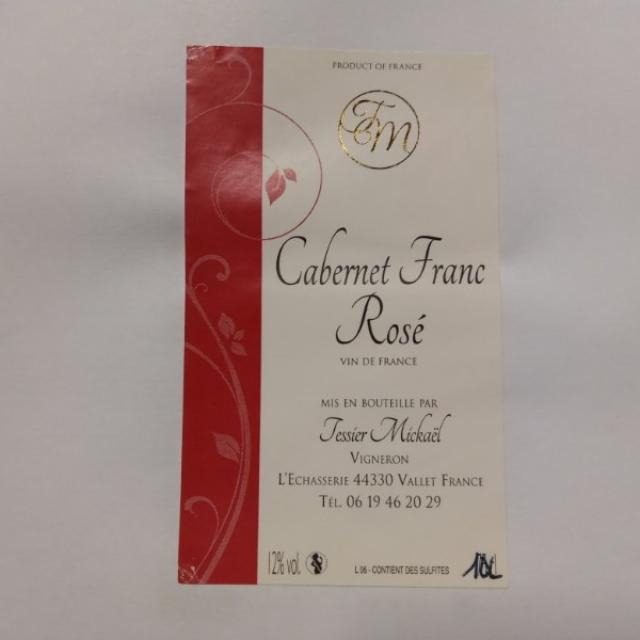 PRODUCT OF FRANCE
TM
Cabernet Franc
Rosé
VIN DE FRANCE
MIS EN BOUTEILLE PAR
Tessier Mickaël
VIGNERON
L'ECHASSERIE 44330 VALLET FRANCE
TÉL. 06 19 46 20 29
12% vol.
L 06 - CONTIENT DES SULFITES
10L